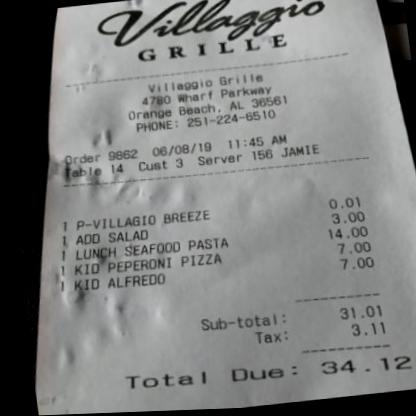 Villaggio
GRILLE
Villaggio Grille
4780 Wharf Parkway
Orange Beach, AL 36561
PHONE: 251-224-6510
Order 9862 06/08/19 11:45 AM
Table 14 Cust 3 Server 156 JAMIE
1 P-VILLAGIO BREEZE 0.01
1 ADD SALAD 3.00
1 LUNCH SEAFOOD PASTA 14.00
1 KID PEPERONI PIZZA 7.00
1 KID ALFREDO 7.00
Sub-total: 31.01
Tax: 3.11
Total Due: 34.12